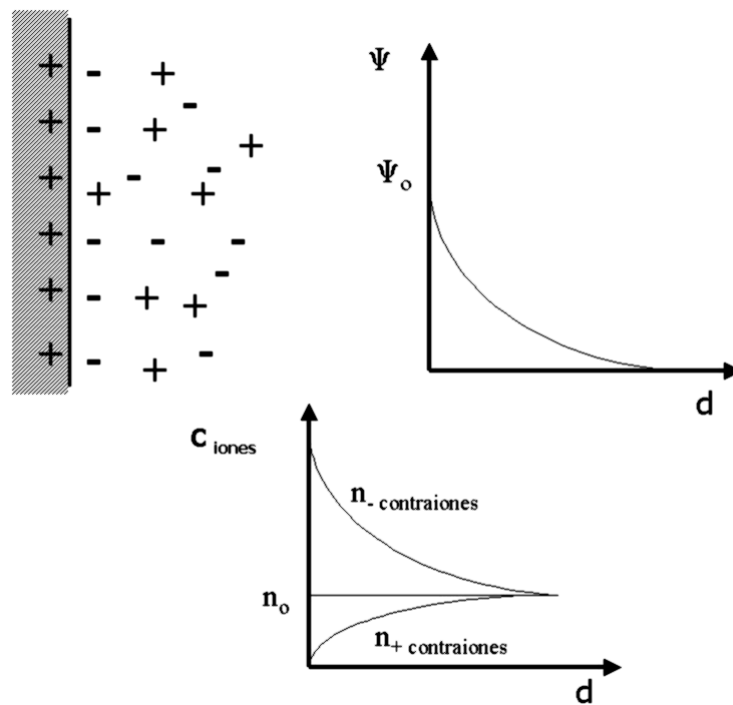 Ψ
Ψo
d
c iones
n- contraiones
no
n+ contraiones
d